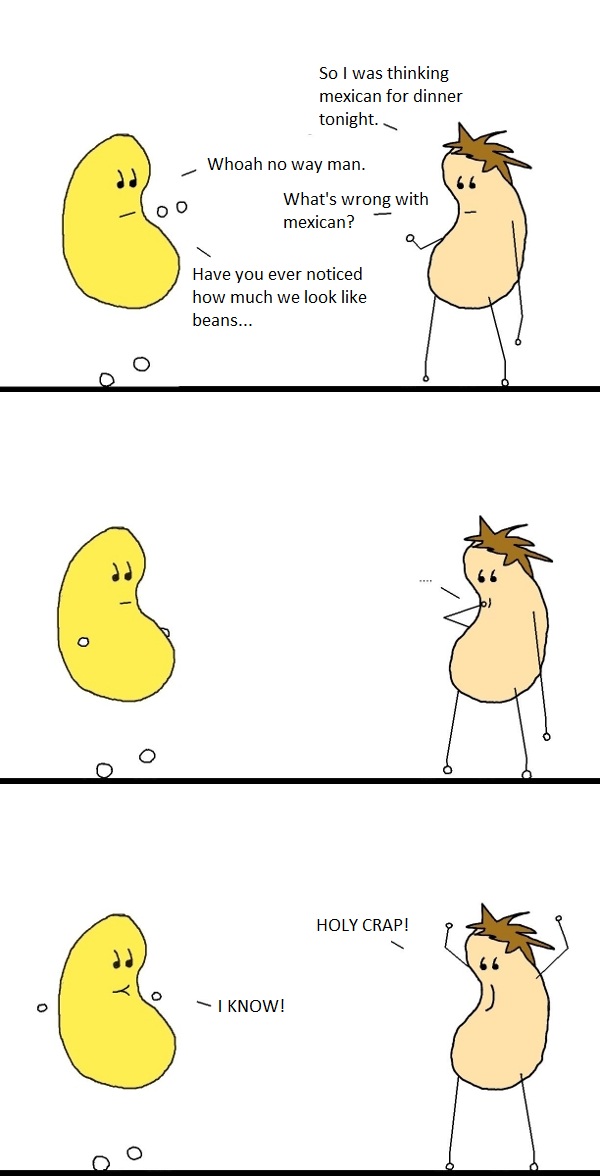 So I was thinking
mexican for dinner
tonight.
Whoah no way man.
What's wrong with
mexican?
Have you ever noticed
how much we look like
beans...
....
HOLY CRAP!
I KNOW!